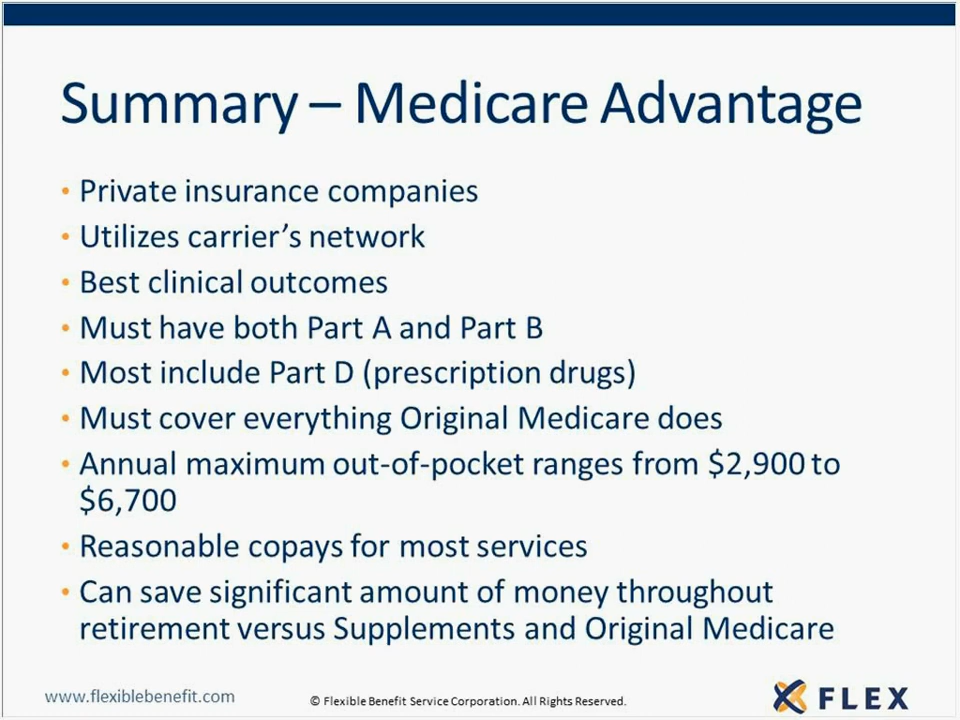 Summary – Medicare Advantage
• Private insurance companies
• Utilizes carrier’s network
• Best clinical outcomes
• Must have both Part A and Part B
• Most include Part D (prescription drugs)
• Must cover everything Original Medicare does
• Annual maximum out-of-pocket ranges from $2,900 to
$6,700
• Reasonable copays for most services
• Can save significant amount of money throughout
retirement versus Supplements and Original Medicare
www.flexiblebenefit.com
© Flexible Benefit Service Corporation. All Rights Reserved.
FLEX